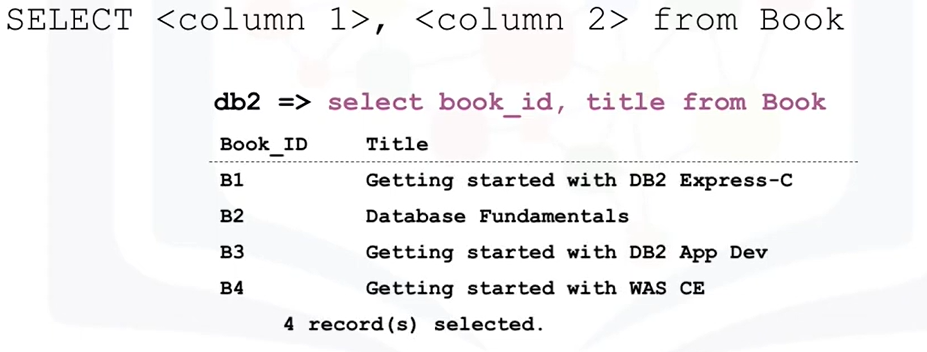 SELECT <column 1>, <column 2> from Book
db2 => select book_id, title from Book
Book_ID Title
B1 Getting started with DB2 Express-C
B2 Database Fundamentals
B3 Getting started with DB2 App Dev
B4 Getting started with WAS CE
4 record(s) selected.